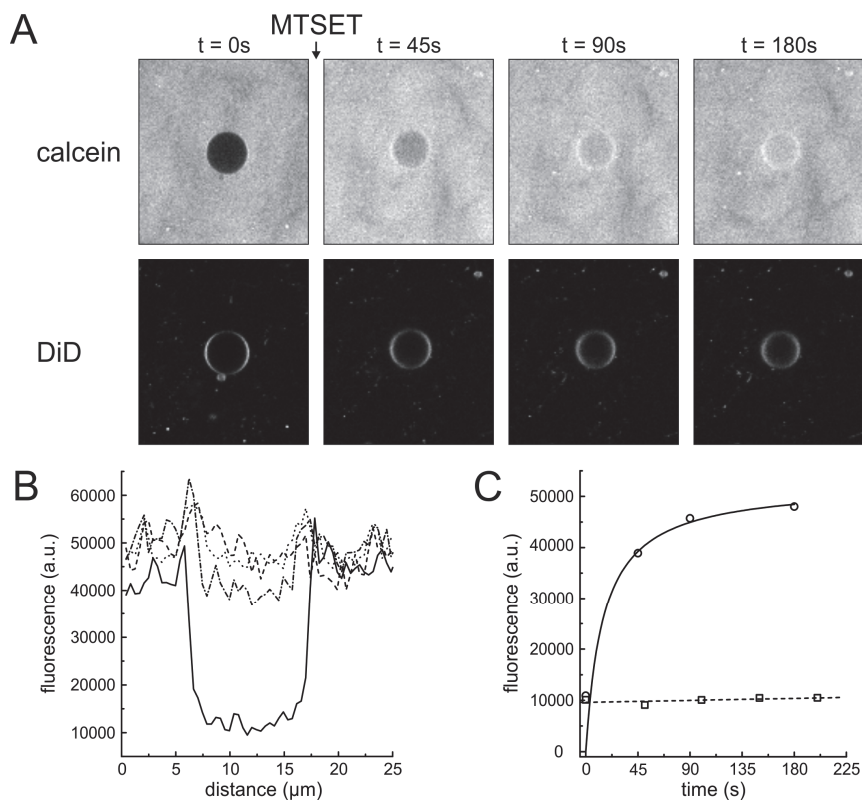 A
MTSET
t = 0s
t = 45s
t = 90s
t = 180s
calcein
DiD
B
60000
50000
40000
30000
20000
10000
fluorescence (a.u.)
0 5 10 15 20 25
distance (µm)
C
50000
40000
30000
20000
10000
0
fluorescence (a.u.)
0 45 90 135 180 225
time (s)